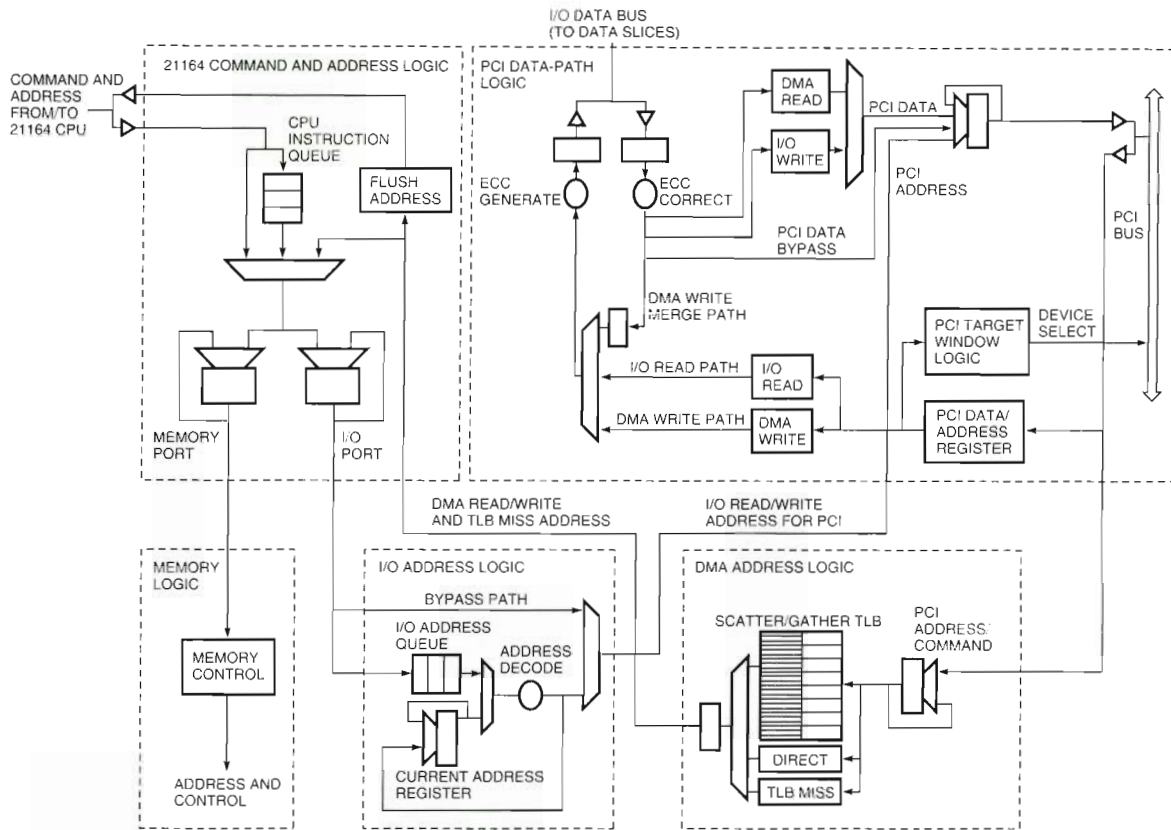 I/O DATA BUS
(TO DATA SLICES)
21164 COMMAND AND ADDRESS LOGIC
COMMAND AND
ADDRESS
FROM/TO
21164 CPU
CPU
INSTRUCTION
QUEUE
FLUSH
ADDRESS
MEMORY
PORT
I/O
PORT
PCI DATA-PATH
LOGIC
DMA
READ
I/O
WRITE
PCI DATA
PCI
ADDRESS
ECC
GENERATE
ECC
CORRECT
PCI DATA
BYPASS
PCI
BUS
DMA WRITE
MERGE PATH
PCI TARGET
WINDOW
LOGIC
DEVICE
SELECT
I/O READ PATH
I/O
READ
DMA WRITE PATH
DMA
WRITE
PCI DATA/
ADDRESS
REGISTER
DMA READ/WRITE
AND TLB MISS ADDRESS
I/O READ/WRITE
ADDRESS FOR PCI
MEMORY
LOGIC
MEMORY
CONTROL
ADDRESS AND
CONTROL
I/O ADDRESS LOGIC
BYPASS PATH
I/O ADDRESS
QUEUE
ADDRESS
DECODE
CURRENT ADDRESS
REGISTER
DMA ADDRESS LOGIC
SCATTER/GATHER TLB
PCI
ADDRESS/
COMMAND
DIRECT
TLB MISS